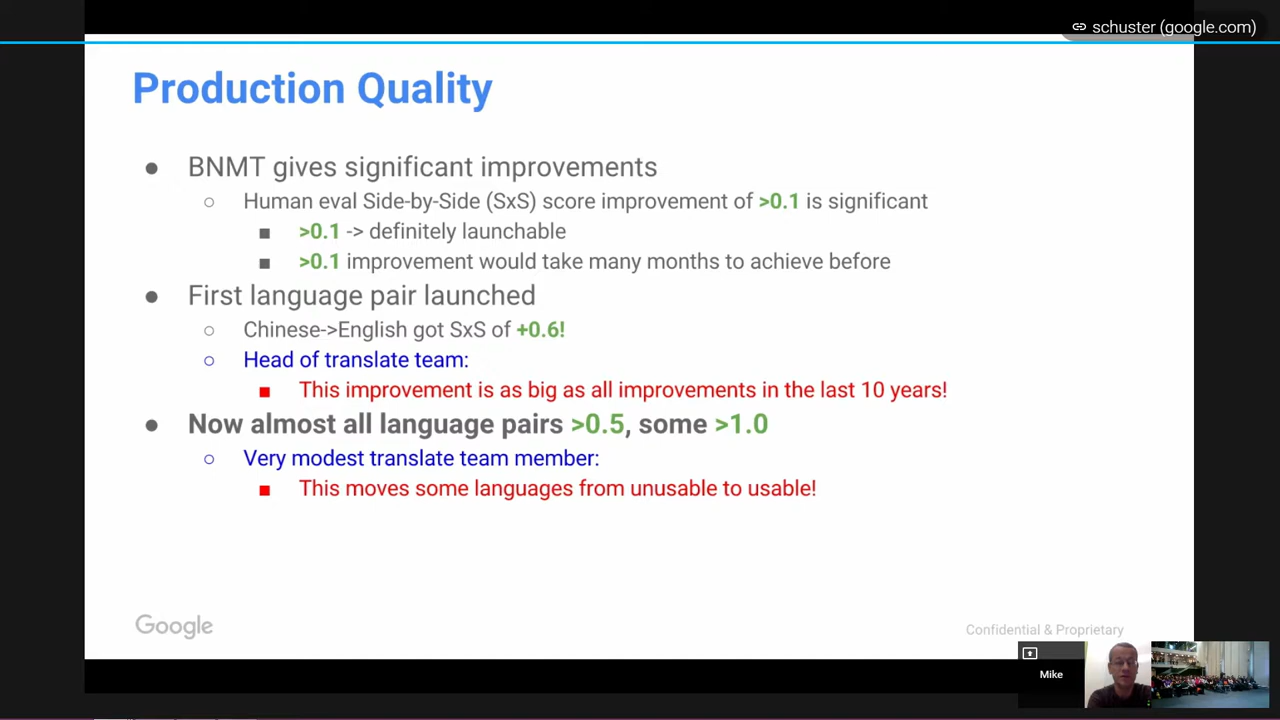 schuster (google.com)
Production Quality
● BNMT gives significant improvements
○ Human eval Side-by-Side (SxS) score improvement of >0.1 is significant
■ >0.1 -> definitely launchable
■ >0.1 improvement would take many months to achieve before
● First language pair launched
○ Chinese->English got SxS of +0.6!
○ Head of translate team:
■ This improvement is as big as all improvements in the last 10 years!
● Now almost all language pairs >0.5, some >1.0
○ Very modest translate team member:
■ This moves some languages from unusable to usable!
Google
Confidential & Proprietary
Mike